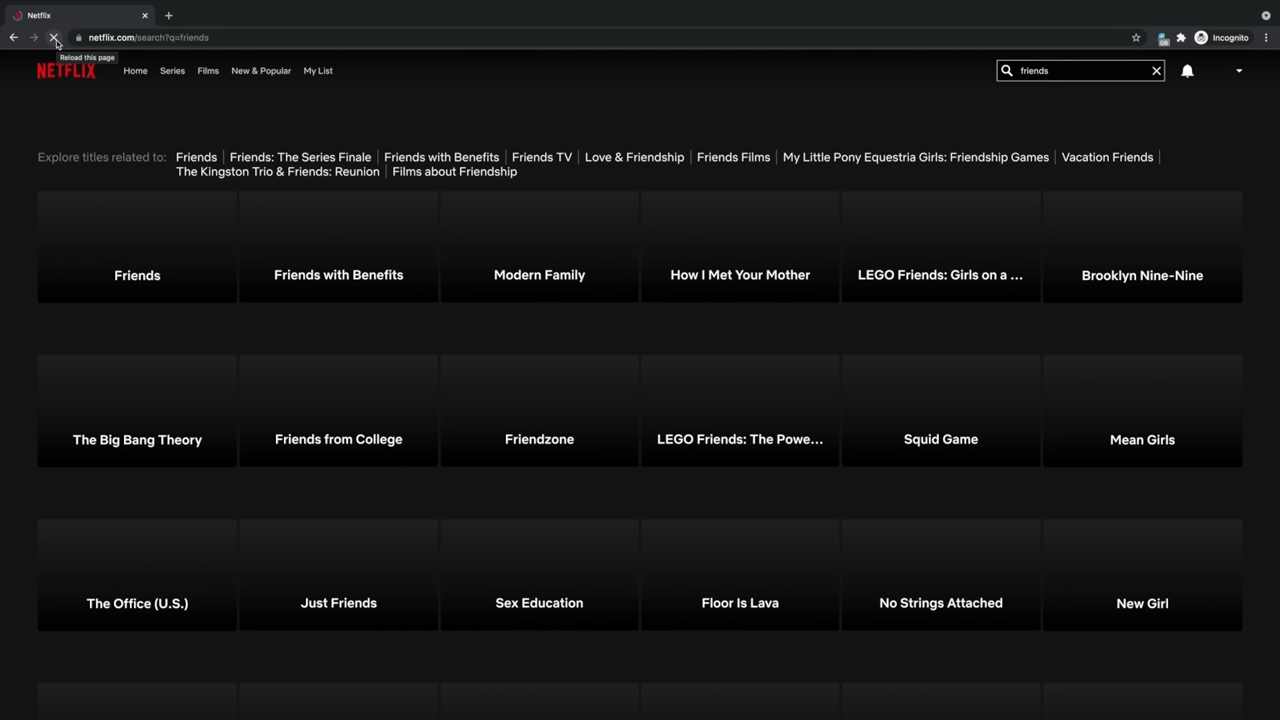 Netflix
netflix.com/search?q=friends
Incognito
Reload this page
NETFLIX
Home
Series
Films
New & Popular
My List
friends
Explore titles related to:
Friends
Friends: The Series Finale
Friends with Benefits
Friends TV
Love & Friendship
Friends Films
My Little Pony Equestria Girls: Friendship Games
Vacation Friends
The Kingston Trio & Friends: Reunion
Films about Friendship
Friends
Friends with Benefits
Modern Family
How I Met Your Mother
LEGO Friends: Girls on a ...
Brooklyn Nine-Nine
The Big Bang Theory
Friends from College
Friendzone
LEGO Friends: The Powe...
Squid Game
Mean Girls
The Office (U.S.)
Just Friends
Sex Education
Floor Is Lava
No Strings Attached
New Girl